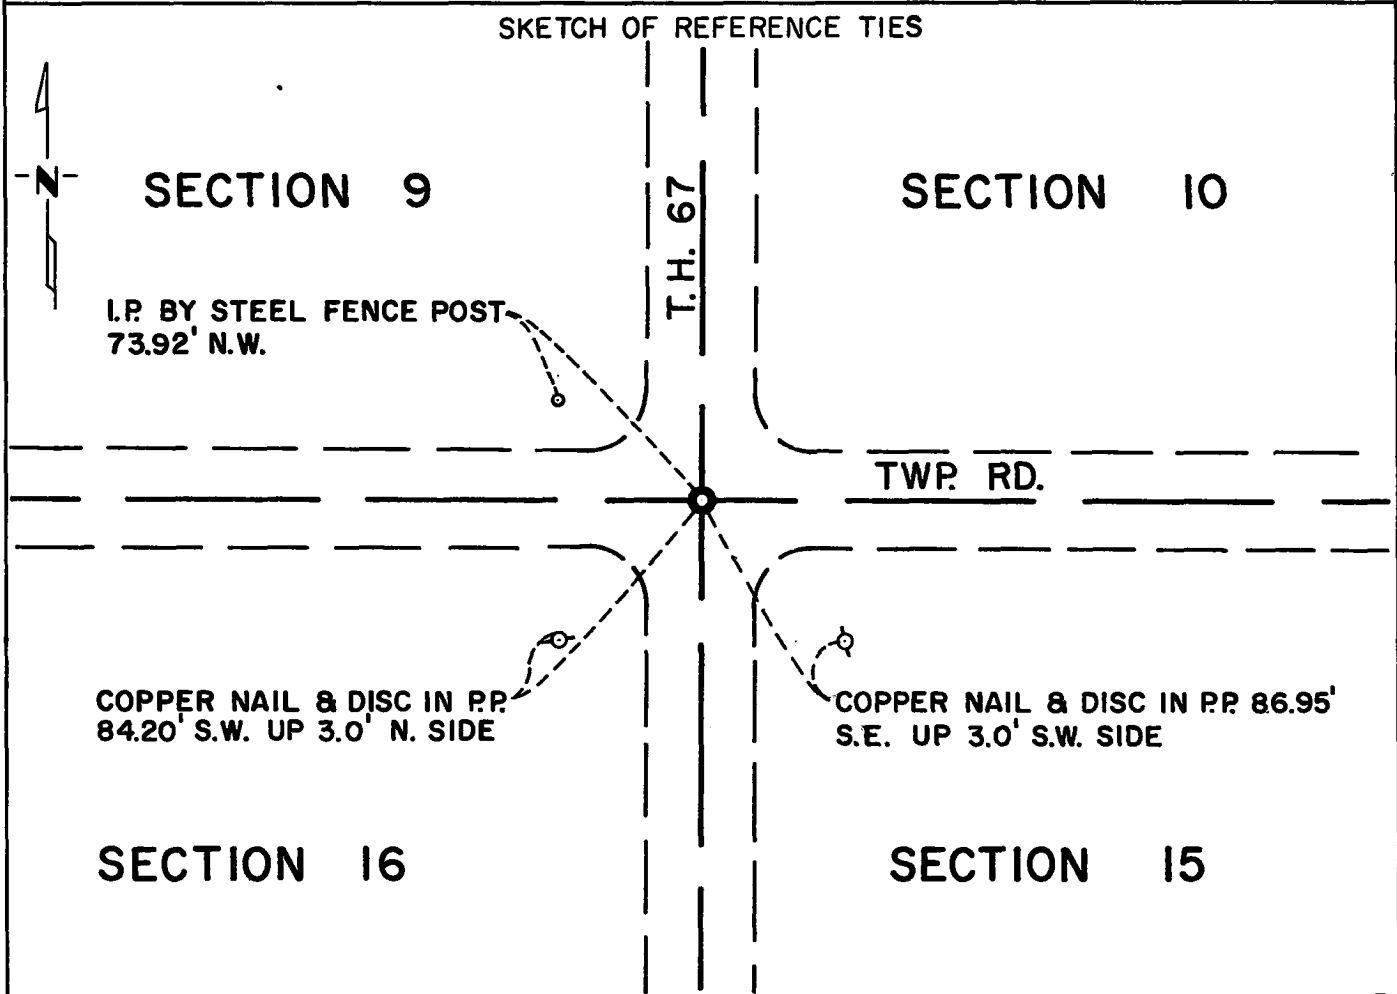 SKETCH OF REFERENCE TIES
N
SECTION 9
SECTION 10
T.H. 67
I.P. BY STEEL FENCE POST
73.92' N.W.
TWP. RD.
COPPER NAIL & DISC IN P.P.
84.20' S.W. UP 3.0' N. SIDE
COPPER NAIL & DISC IN P.P. 86.95'
S.E. UP 3.0' S.W. SIDE
SECTION 16
SECTION 15